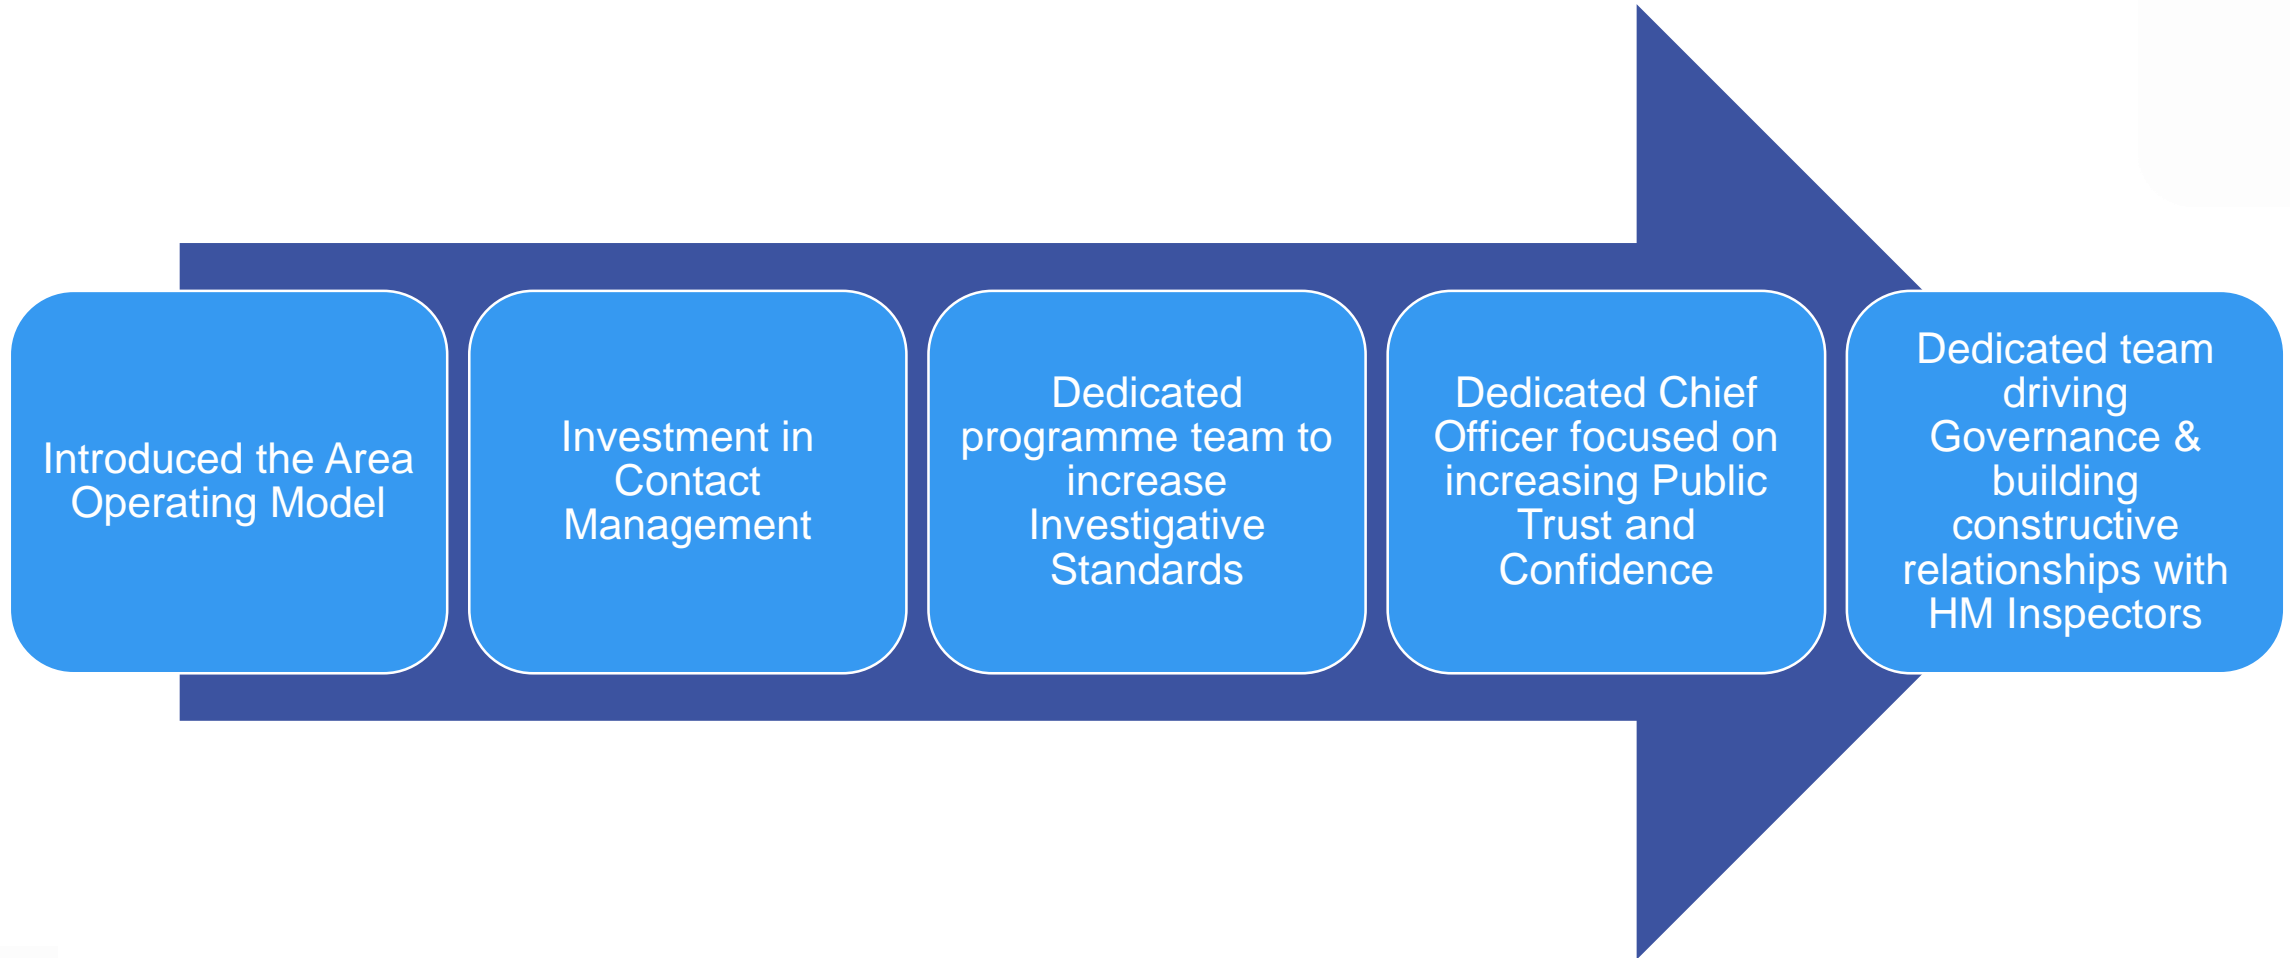 Introduced the Area
Operating Model
Investment in
Contact
Management
Dedicated
programme team to
increase
Investigative
Standards
Dedicated Chief
Officer focused on
increasing Public
Trust and
Confidence
Dedicated team
driving
Governance &
building
constructive
relationships with
HM Inspectors